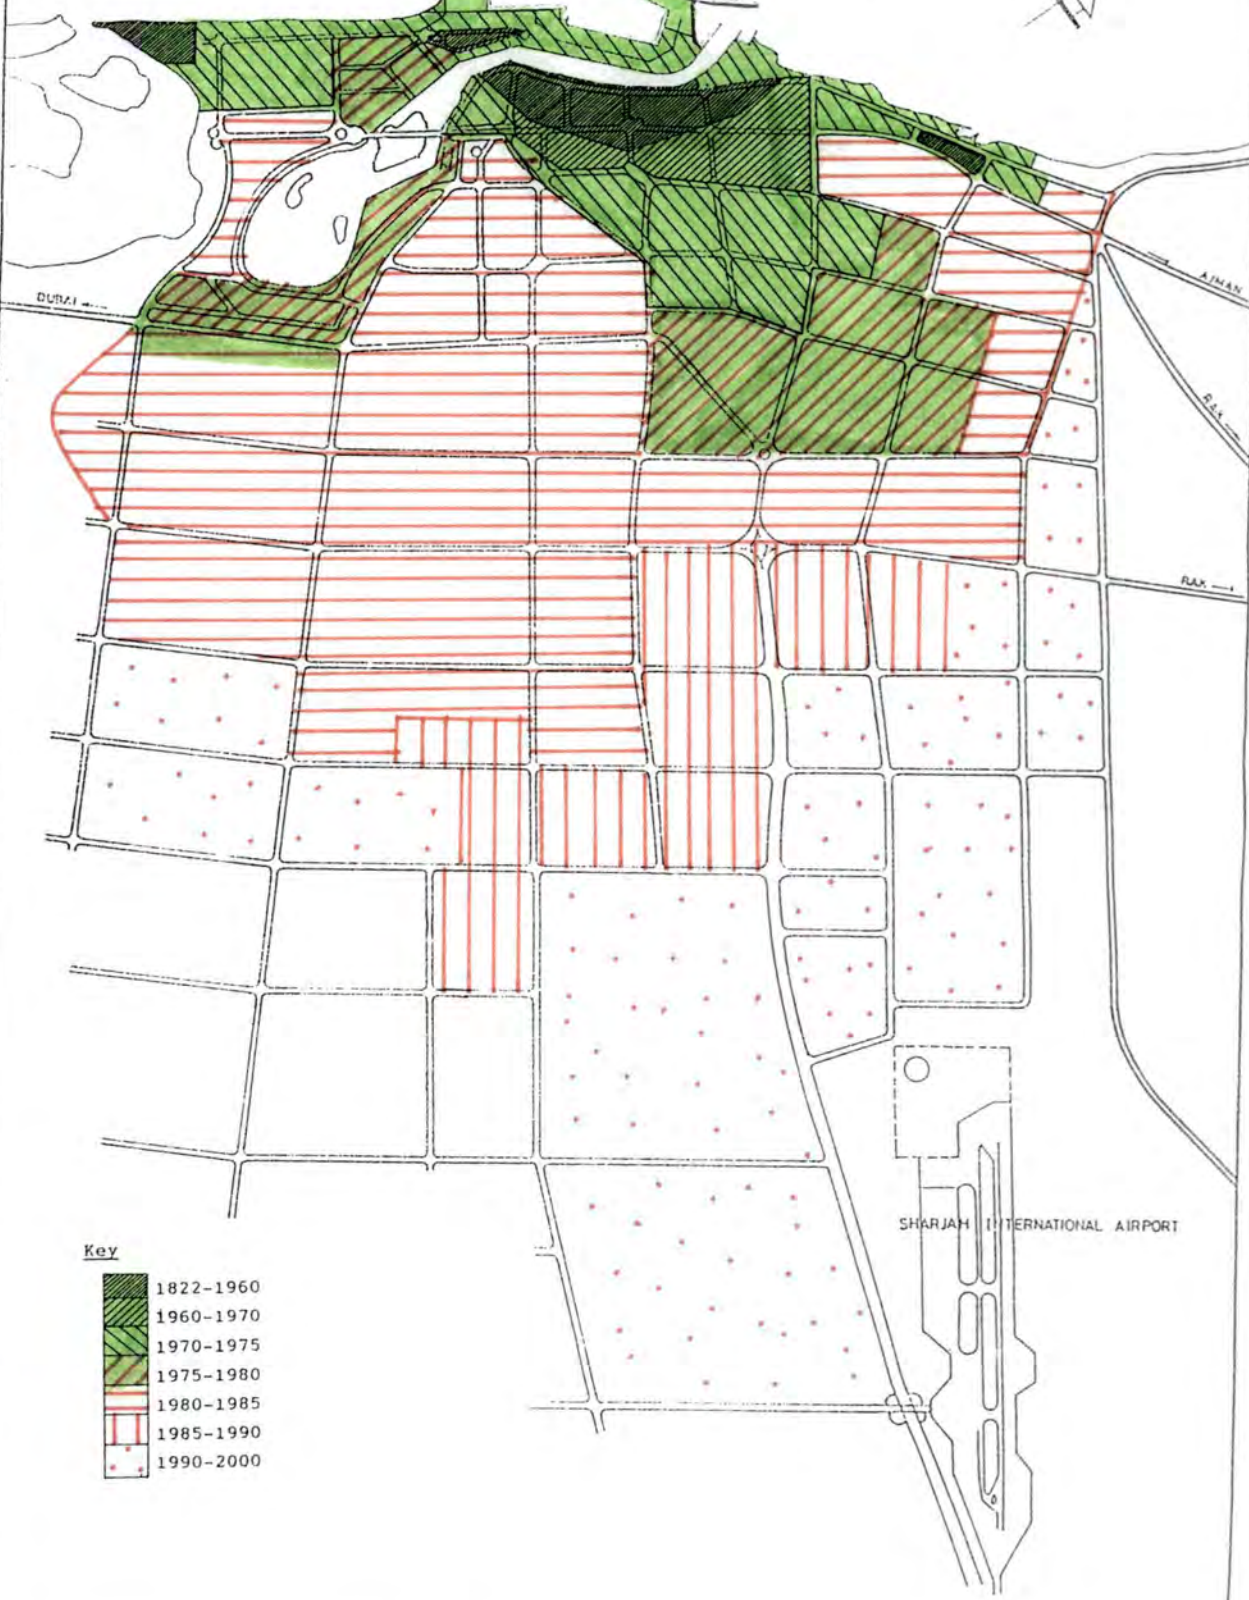 DUBAI
AJMAN
RAK
RAK
SHARJAH INTERNATIONAL AIRPORT
Key
1822-1960
1960-1970
1970-1975
1975-1980
1980-1985
1985-1990
1990-2000